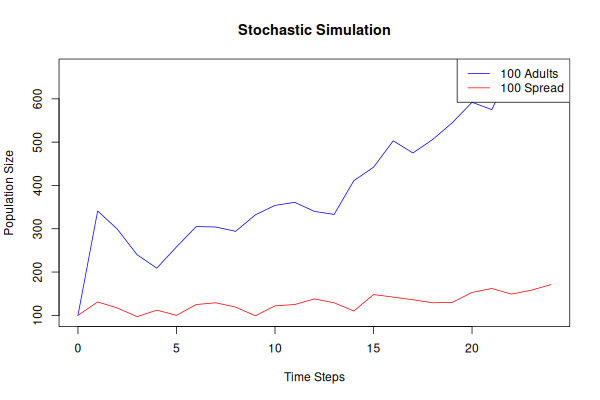 Stochastic Simulation
100 Adults
100 Spread
600
500
400
300
200
100
Population Size
0 5 10 15 20
Time Steps